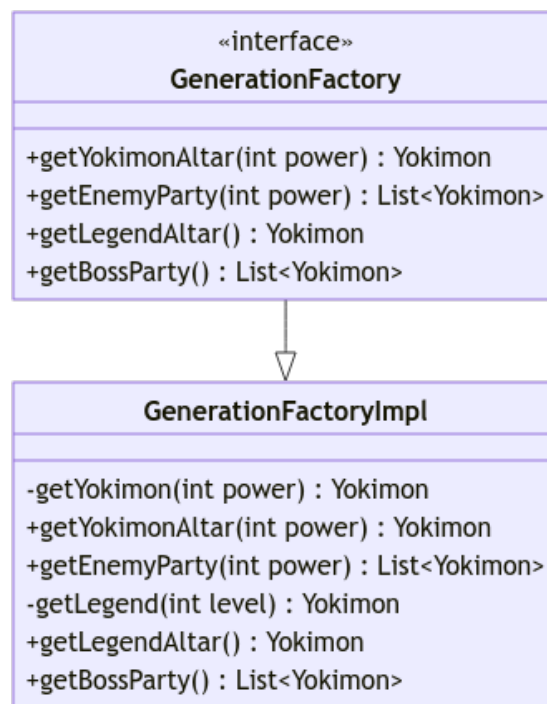 «interface»
GenerationFactory
+getYokimonAltar(int power) : Yokimon
+getEnemyParty(int power) : List<Yokimon>
+getLegendAltar() : Yokimon
+getBossParty() : List<Yokimon>
GenerationFactoryImpl
-getYokimon(int power) : Yokimon
+getYokimonAltar(int power) : Yokimon
+getEnemyParty(int power) : List<Yokimon>
-getLegend(int level) : Yokimon
+getLegendAltar() : Yokimon
+getBossParty() : List<Yokimon>